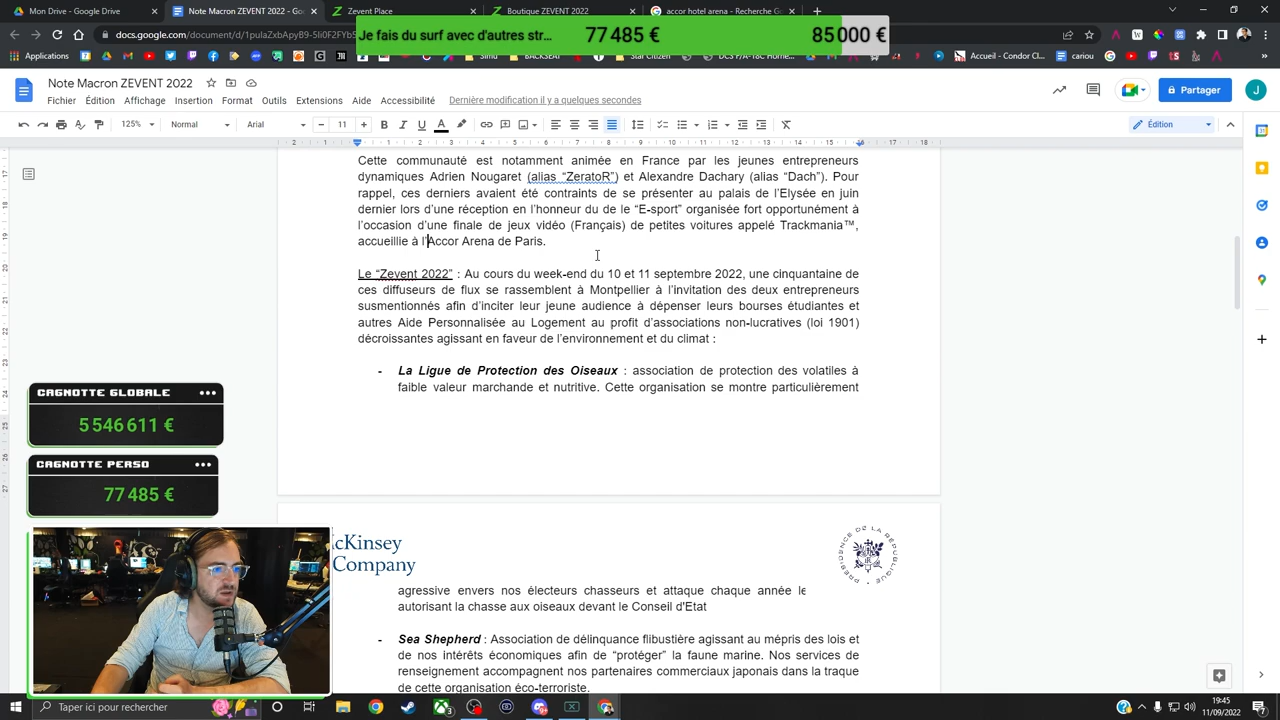 Mon Drive - Google Drive
Note Macron ZEVENT 2022
ZEvent/Place
Boutique ZEVENT 2022
accor hotel arena
Je fais du surf avec d'autres str... 77 485 € 85 000 €
Applications
Star Citizen
Accueil - Condor Cl...
Note Macron ZEVENT 2022
Partager
Fichier Édition Affichage Insertion Format Outils Extensions Aide Accessibilité Dernière modification il y a quelques secondes
125% Normal Arial 11 Édition
Cette communauté est notamment animée en France par les jeunes entrepreneurs
dynamiques Adrien Nougaret (alias “ZeratoR”) et Alexandre Dachary (alias “Dach”). Pour
rappel, ces derniers avaient été contraints de se présenter au palais de l’Elysée en juin
dernier lors d’une réception en l’honneur du de le “E-sport” organisée fort opportunément à
l’occasion d’une finale de jeux vidéo (Français) de petites voitures appelé Trackmania™,
accueillie à l’Accor Arena de Paris.
Le “Zevent 2022” : Au cours du week-end du 10 et 11 septembre 2022, une cinquantaine de
ces diffuseurs de flux se rassemblent à Montpellier à l’invitation des deux entrepreneurs
susmentionnés afin d’inciter leur jeune audience à dépenser leurs bourses étudiantes et
autres Aide Personnalisée au Logement au profit d’associations non-lucratives (loi 1901)
décroissantes agissant en faveur de l’environnement et du climat :
- La Ligue de Protection des Oiseaux : association de protection des volatiles à
faible valeur marchande et nutritive. Cette organisation se montre particulièrement
CAGNOTTE GLOBALE
5 546 611 €
CAGNOTTE PERSO
77 485 €
cKinsey
Company
PRÉSIDENCE DE LA RÉPUBLIQUE
agressive envers nos électeurs chasseurs et attaque chaque année le
autorisant la chasse aux oiseaux devant le Conseil d'Etat
- Sea Shepherd : Association de délinquance flibustière agissant au mépris des lois et
de nos intérêts économiques afin de “protéger” la faune marine. Nos services de
renseignement accompagnent nos partenaires commerciaux japonais dans la traque
de cette organisation éco-terroriste.
Taper ici pour rechercher
19:45
11/09/2022